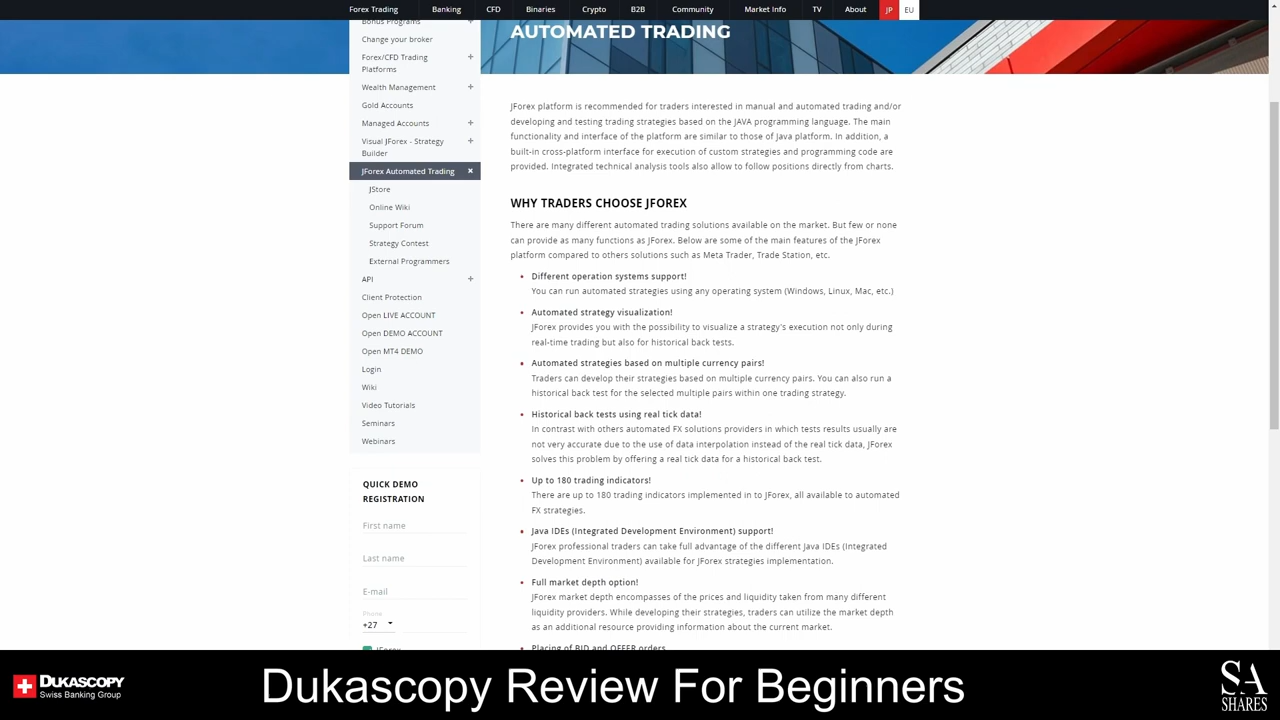 Forex Trading Banking CFD Binaries Crypto B2B Community Market Info TV About JP EU
Bonus Programs
Change your broker
Forex/CFD Trading
Platforms
Wealth Management
Gold Accounts
Managed Accounts
Visual JForex - Strategy
Builder
JForex Automated Trading
JStore
Online Wiki
Support Forum
Strategy Contest
External Programmers
API
Client Protection
Open LIVE ACCOUNT
Open DEMO ACCOUNT
Open MT4 DEMO
Login
Wiki
Video Tutorials
Seminars
Webinars
QUICK DEMO
REGISTRATION
First name
Last name
E-mail
Phone
+27
JForex
AUTOMATED TRADING
JForex platform is recommended for traders interested in manual and automated trading and/or
developing and testing trading strategies based on the JAVA programming language. The main
functionality and interface of the platform are similar to those of Java platform. In addition, a
built-in cross-platform interface for execution of custom strategies and programming code are
provided. Integrated technical analysis tools also allow to follow positions directly from charts.
WHY TRADERS CHOOSE JFOREX
There are many different automated trading solutions available on the market. But few or none
can provide as many functions as JForex. Below are some of the main features of the JForex
platform compared to others solutions such as Meta Trader, Trade Station, etc.
• Different operation systems support!
You can run automated strategies using any operating system (Windows, Linux, Mac, etc.)
• Automated strategy visualization!
JForex provides you with the possibility to visualize a strategy's execution not only during
real-time trading but also for historical back tests.
• Automated strategies based on multiple currency pairs!
Traders can develop their strategies based on multiple currency pairs. You can also run a
historical back test for the selected multiple pairs within one trading strategy.
• Historical back tests using real tick data!
In contrast with others automated FX solutions providers in which tests results usually are
not very accurate due to the use of data interpolation instead of the real tick data, JForex
solves this problem by offering a real tick data for a historical back test.
• Up to 180 trading indicators!
There are up to 180 trading indicators implemented in to JForex, all available to automated
FX strategies.
• Java IDEs (Integrated Development Environment) support!
JForex professional traders can take full advantage of the different Java IDEs (Integrated
Development Environment) available for JForex strategies implementation.
• Full market depth option!
JForex market depth encompasses of the prices and liquidity taken from many different
liquidity providers. While developing their strategies, traders can utilize the market depth
as an additional resource providing information about the current market.
• Placing of BID and OFFER orders
DUKASCOPY
Swiss Banking Group
Dukascopy Review For Beginners
SA
SHARES